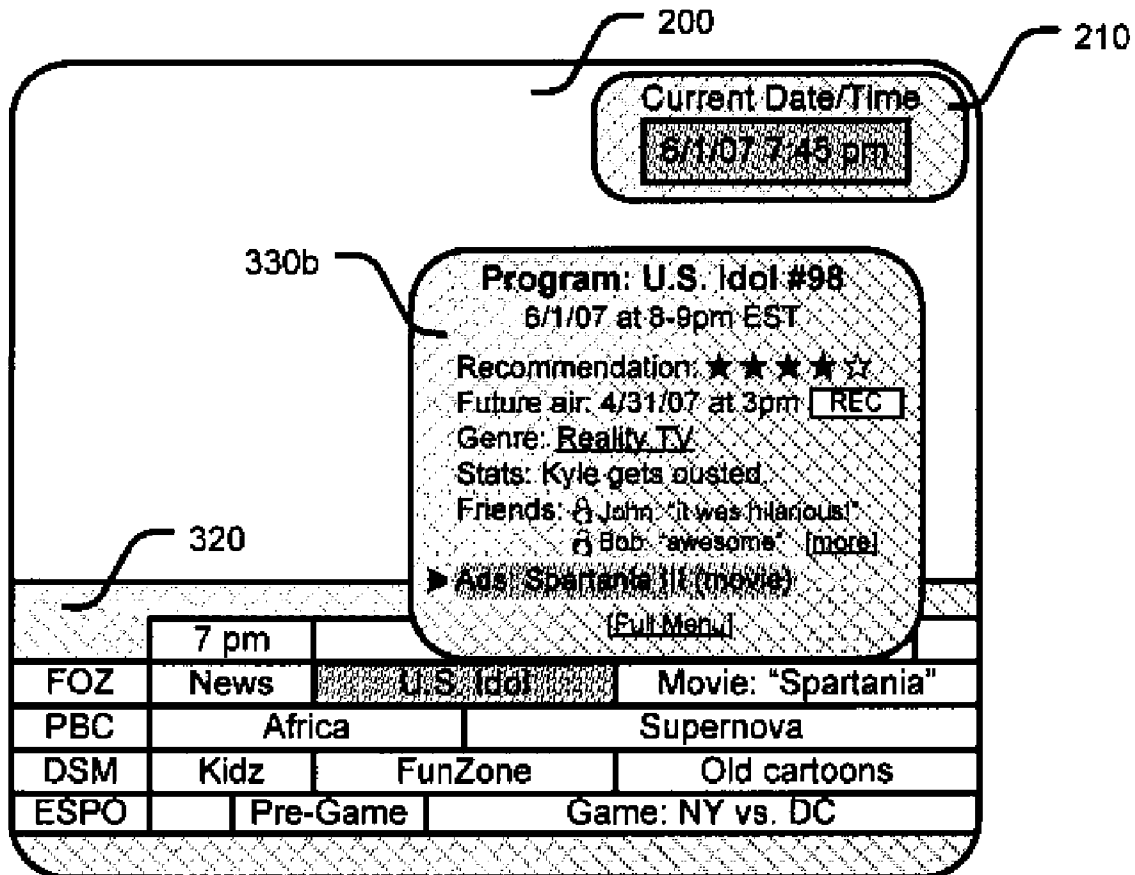 200
210
Current Date/Time
6/1/07 7:45 pm
330b
Program: U.S. Idol #98
6/1/07 at 8-9pm EST
Recommendation: ★★★★☆
Future air: 4/31/07 at 3pm REC
Genre: Reality TV
Stats: Kyle gets ousted.
Friends: John: "it was hilarious!"
Bob: "awesome" [more]
320
Ads: Spartania III (movie)
[Full Menu]
7 pm
FOZ News U.S. Idol Movie: "Spartania"
PBC Africa Supernova
DSM Kidz FunZone Old cartoons
ESPO Pre-Game Game: NY vs. DC